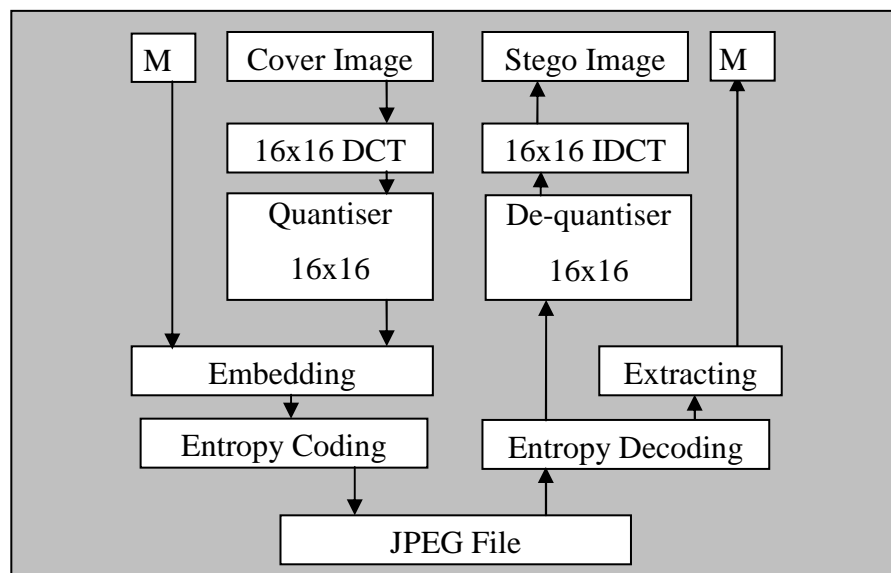 M
Cover Image
Stego Image
M
16x16 DCT
16x16 IDCT
Quantiser
16x16
De-quantiser
16x16
Embedding
Extracting
Entropy Coding
Entropy Decoding
JPEG File